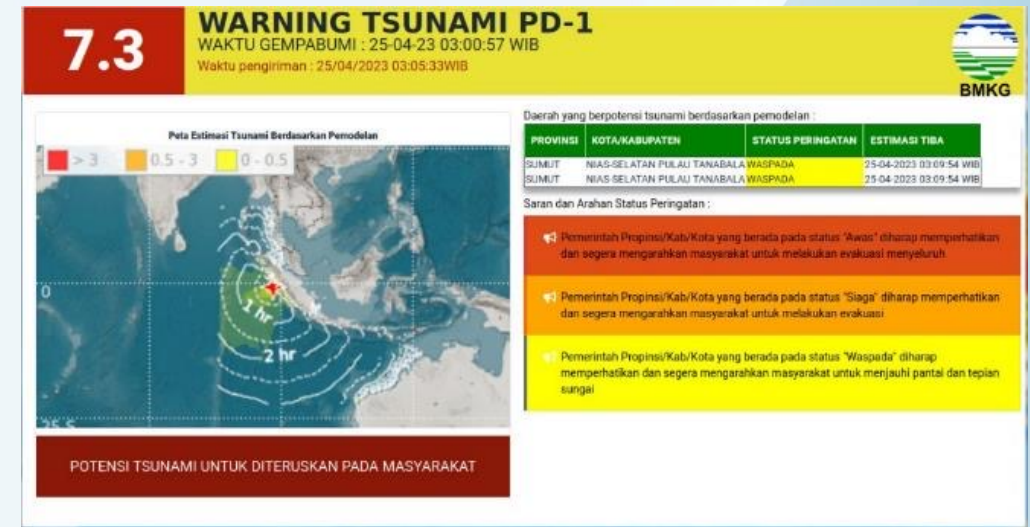 7.3
WARNING TSUNAMI PD-1
WAKTU GEMPABUMI : 25-04-23 03:00:57 WIB
Waktu pengiriman : 25/04/2023 03:05:33WIB
BMKG
Peta Estimasi Tsunami Berdasarkan Pemodelan
> 3
0.5 - 3
0 - 0.5
0
1 hr
2 hr
25 S
POTENSI TSUNAMI UNTUK DITERUSKAN PADA MASYARAKAT
Daerah yang berpotensi tsunami berdasarkan pemodelan :
PROVINSI KOTA/KABUPATEN STATUS PERINGATAN ESTIMASI TIBA
SUMUT NIAS-SELATAN PULAU TANABALA WASPADA 25-04-2023 03:09:54 WIB
SUMUT NIAS-SELATAN PULAU TANABALA WASPADA 25-04-2023 03:09:54 WIB
Saran dan Arahan Status Peringatan :
Pemerintah Propinsi/Kab/Kota yang berada pada status "Awas" diharap memperhatikan
dan segera mengarahkan masyarakat untuk melakukan evakuasi menyeluruh
Pemerintah Propinsi/Kab/Kota yang berada pada status "Siaga" diharap memperhatikan
dan segera mengarahkan masyarakat untuk melakukan evakuasi
Pemerintah Propinsi/Kab/Kota yang berada pada status "Waspada" diharap
memperhatikan dan segera mengarahkan masyarakat untuk menjauhi pantai dan tepian
sungai